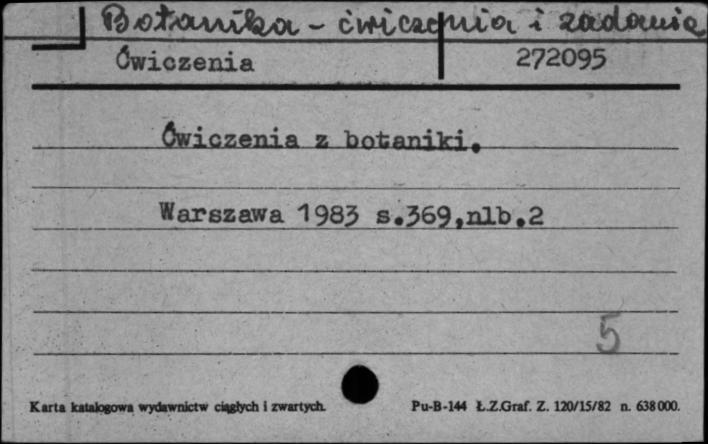 Botanika - ćwiczenia i zadania
Ćwiczenia 272095
Ćwiczenia z botaniki.
Warszawa 1983 s.369,nlb.2
5
Karta katalogowa wydawnictw ciągłych i zwartych. Pu-B-144 Ł.Z.Graf. Z. 120/15/82 n. 638000.